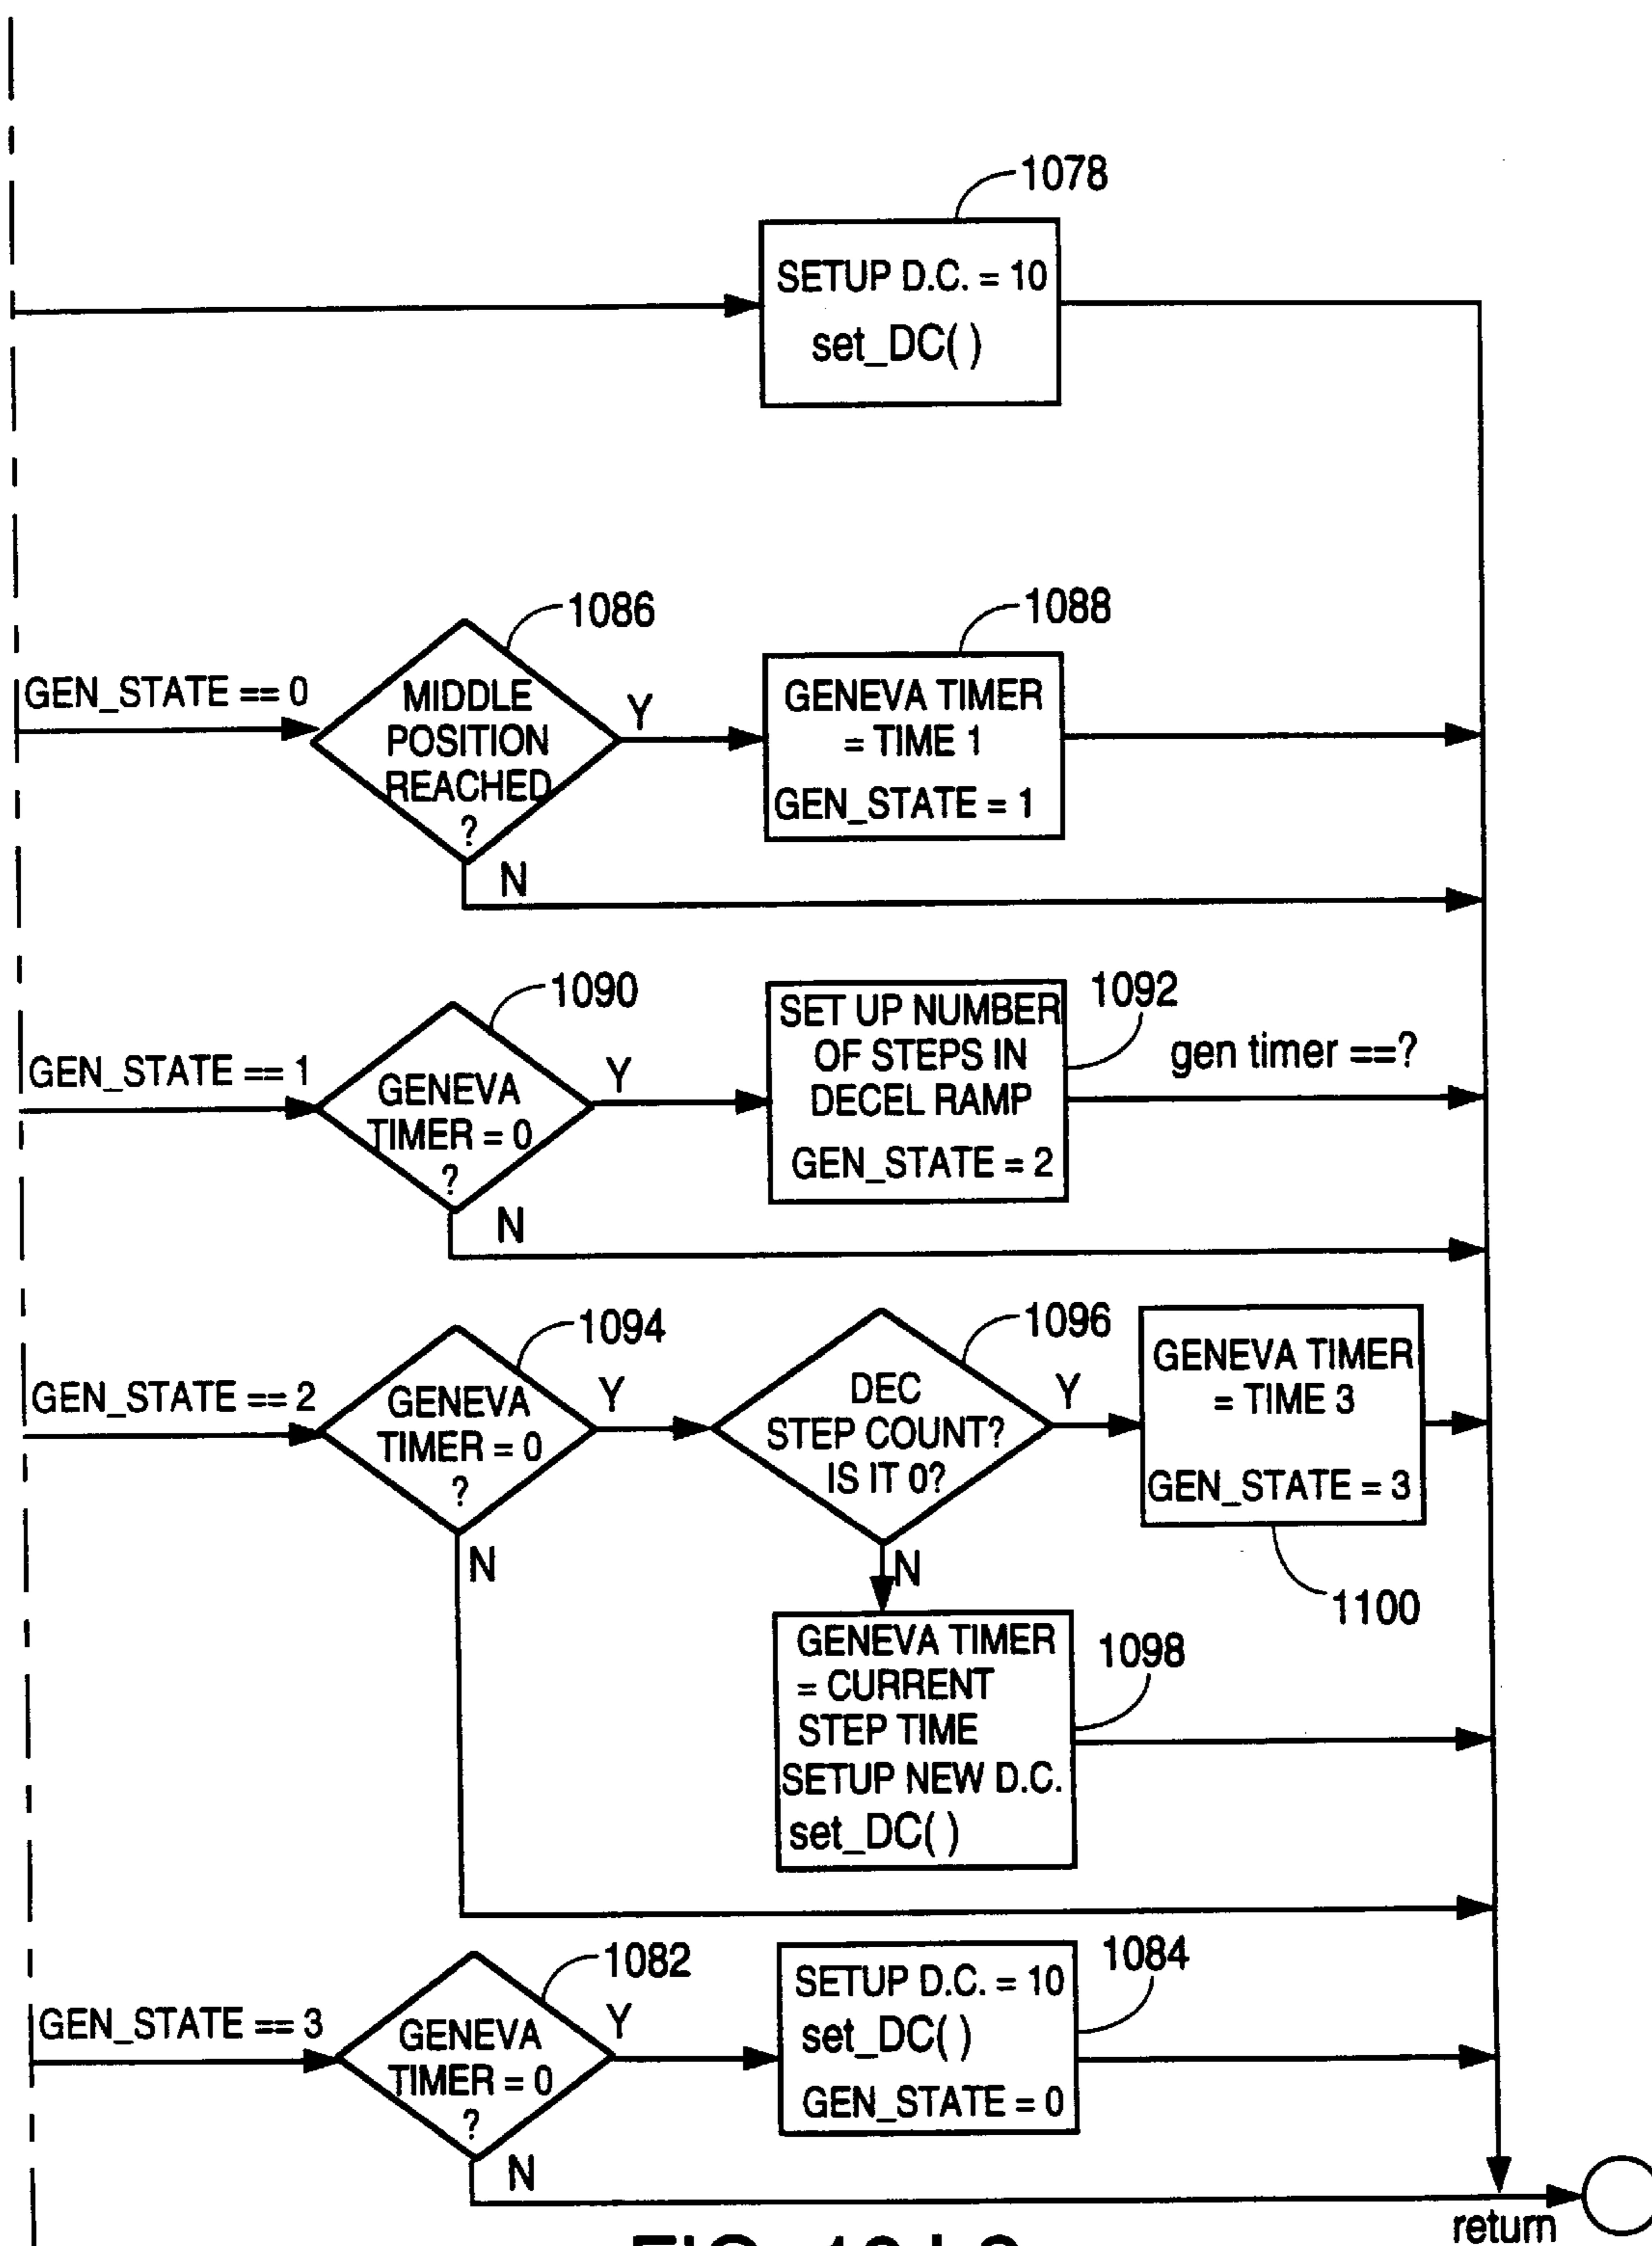 1078
SETUP D.C. = 10
set_DC( )
1086
1088
GEN_STATE == 0
MIDDLE
POSITION
REACHED
?
Y
N
GENEVA TIMER
= TIME 1
GEN_STATE = 1
1090
1092
GEN_STATE == 1
GENEVA
TIMER = 0
?
Y
N
SET UP NUMBER
OF STEPS IN
DECEL RAMP
GEN_STATE = 2
gen timer ==?
1094
1096
GEN_STATE == 2
GENEVA
TIMER = 0
?
Y
N
DEC
STEP COUNT?
IS IT 0?
Y
N
GENEVA TIMER
= TIME 3
GEN_STATE = 3
1100
GENEVA TIMER
= CURRENT
STEP TIME
SETUP NEW D.C.
set_DC( )
1098
1082
1084
GEN_STATE == 3
GENEVA
TIMER = 0
?
Y
N
SETUP D.C. = 10
set_DC( )
GEN_STATE = 0
return